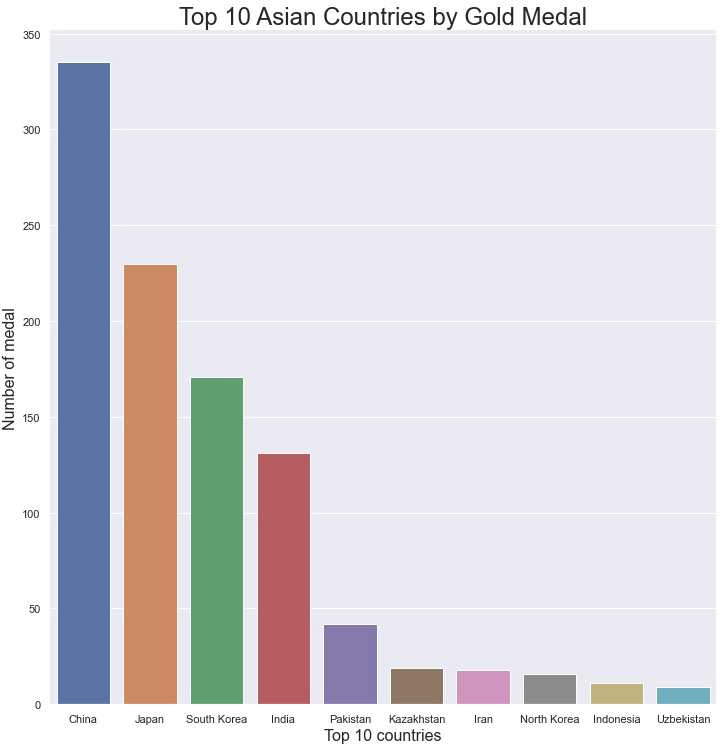 Top 10 Asian Countries by Gold Medal
350
300
250
200
150
100
50
0
Number of medal
China Japan South Korea India Pakistan Kazakhstan Iran North Korea Indonesia Uzbekistan
Top 10 countries